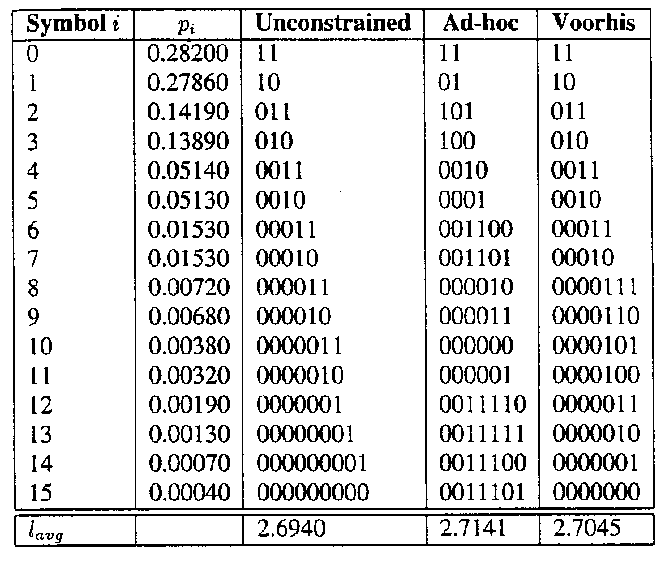 Symbol i p_i Unconstrained Ad-hoc Voorhis
0 0.28200 11 11 11
1 0.27860 10 01 10
2 0.14190 011 101 011
3 0.13890 010 100 010
4 0.05140 0011 0010 0011
5 0.05130 0010 0001 0010
6 0.01530 00011 001100 00011
7 0.01530 00010 001101 00010
8 0.00720 000011 000010 0000111
9 0.00680 000010 000011 0000110
10 0.00380 0000011 000000 0000101
11 0.00320 0000010 000001 0000100
12 0.00190 0000001 0011110 0000011
13 0.00130 00000001 0011111 0000010
14 0.00070 000000001 0011100 0000001
15 0.00040 000000000 0011101 0000000
l_avg 2.6940 2.7141 2.7045